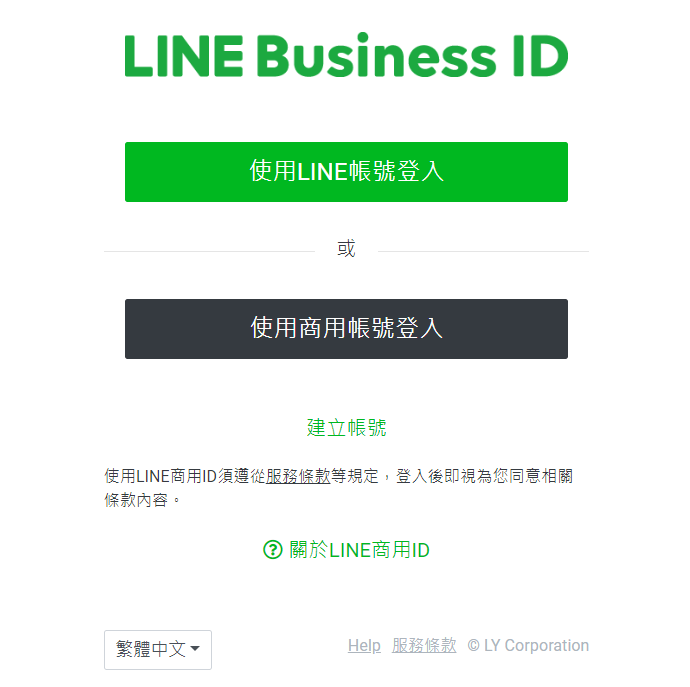 LINE Business ID
使用LINE帳號登入
或
使用商用帳號登入
建立帳號
使用LINE商用ID須遵從服務條款等規定，登入後即視為您同意相關
條款內容。
關於LINE商用ID
繁體中文
Help 服務條款 © LY Corporation